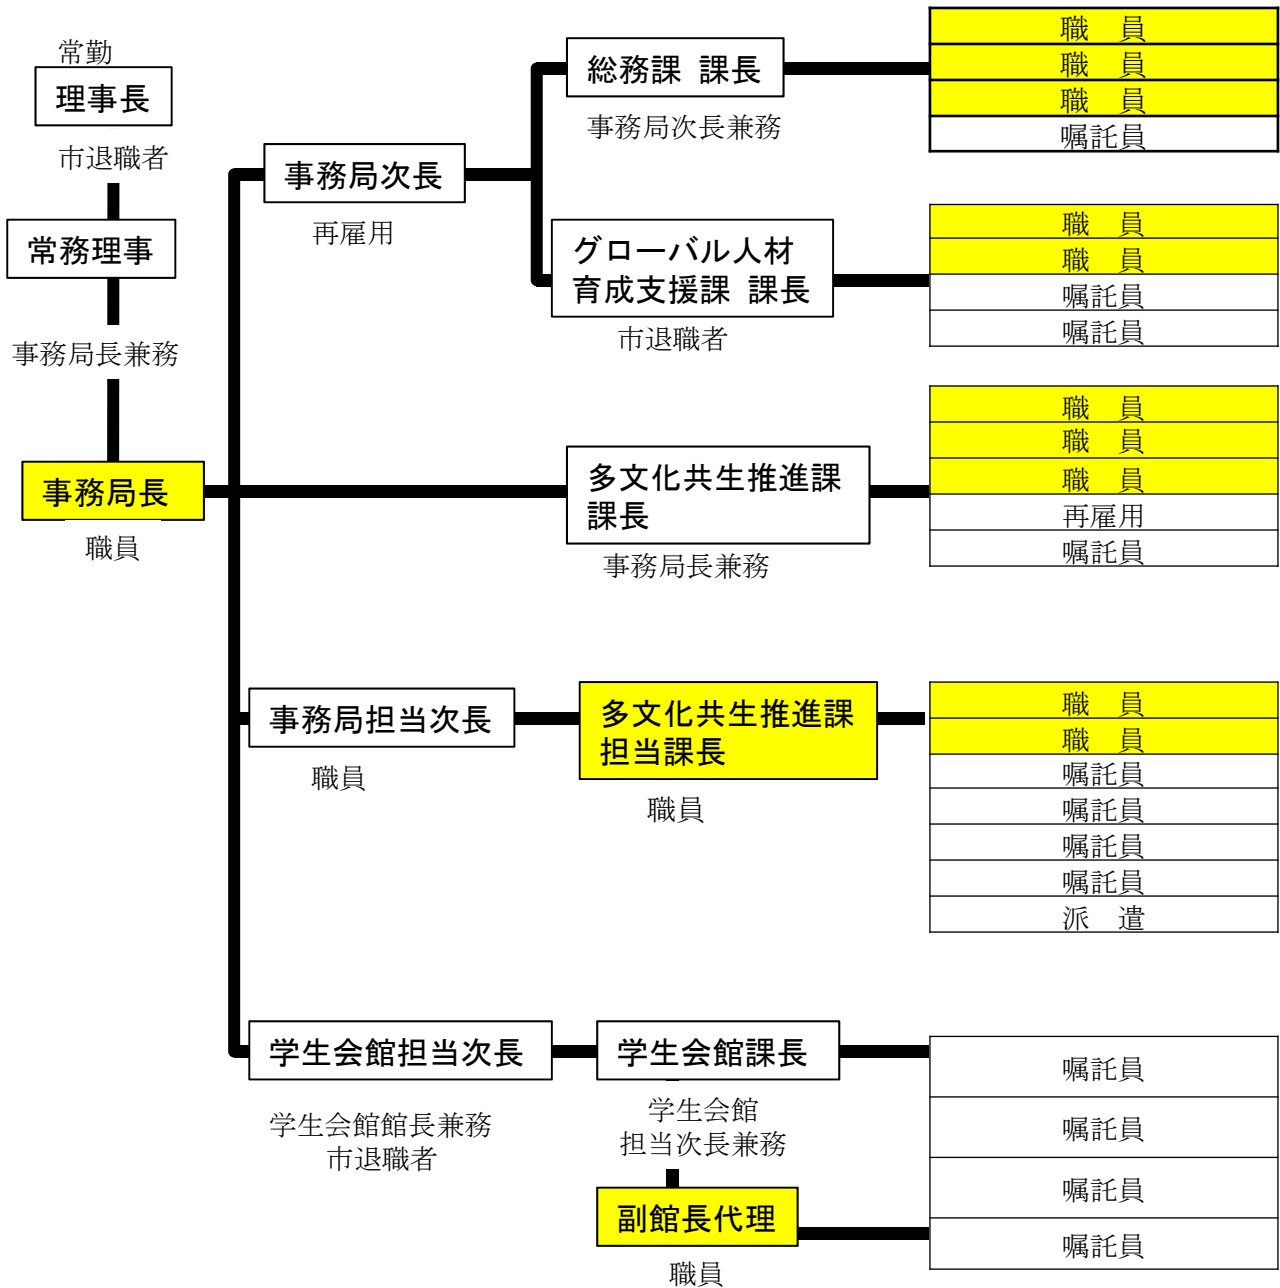 常勤
理事長
市退職者
常務理事
事務局長兼務
事務局長
職員
事務局次長
再雇用
総務課 課長
事務局次長兼務
職　員
職　員
職　員
嘱託員
グローバル人材
育成支援課 課長
市退職者
職　員
職　員
嘱託員
嘱託員
多文化共生推進課
課長
事務局長兼務
職　員
職　員
職　員
再雇用
嘱託員
事務局担当次長
職員
多文化共生推進課
担当課長
職員
職　員
職　員
嘱託員
嘱託員
嘱託員
嘱託員
派　遣
学生会館担当次長
学生会館館長兼務
市退職者
学生会館課長
学生会館
担当次長兼務
副館長代理
職員
嘱託員
嘱託員
嘱託員
嘱託員